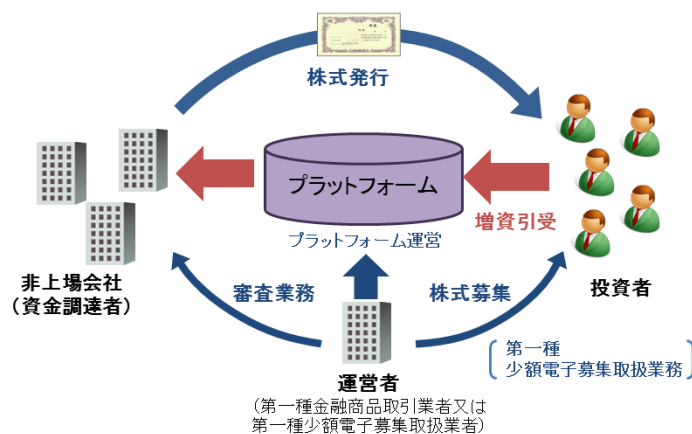 株式発行
プラットフォーム
プラットフォーム運営
増資引受
非上場会社
（資金調達者）
審査業務
株式募集
投資者
第一種
少額電子募集取扱業務
運営者
（第一種金融商品取引業者又は
第一種少額電子募集取扱業者）